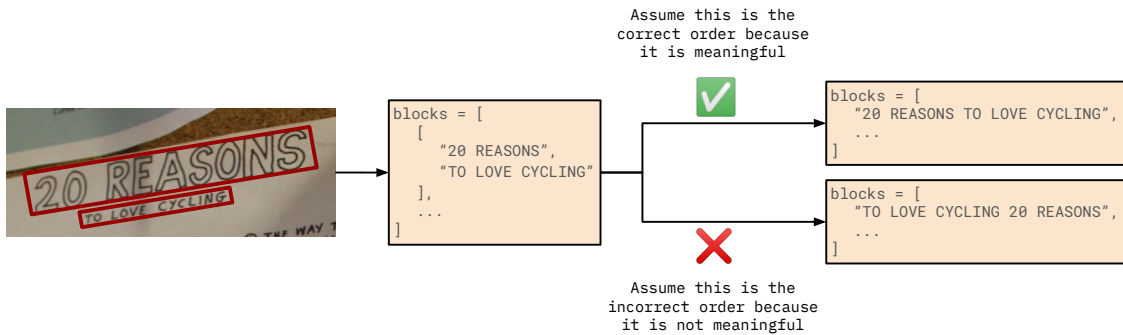 Assume this is the
correct order because
it is meaningful
20 REASONS
TO LOVE CYCLING
THE WAY T
blocks = [
[
"20 REASONS",
"TO LOVE CYCLING"
],
...
]
blocks = [
"20 REASONS TO LOVE CYCLING",
...
]
blocks = [
"TO LOVE CYCLING 20 REASONS",
...
]
Assume this is the
incorrect order because
it is not meaningful